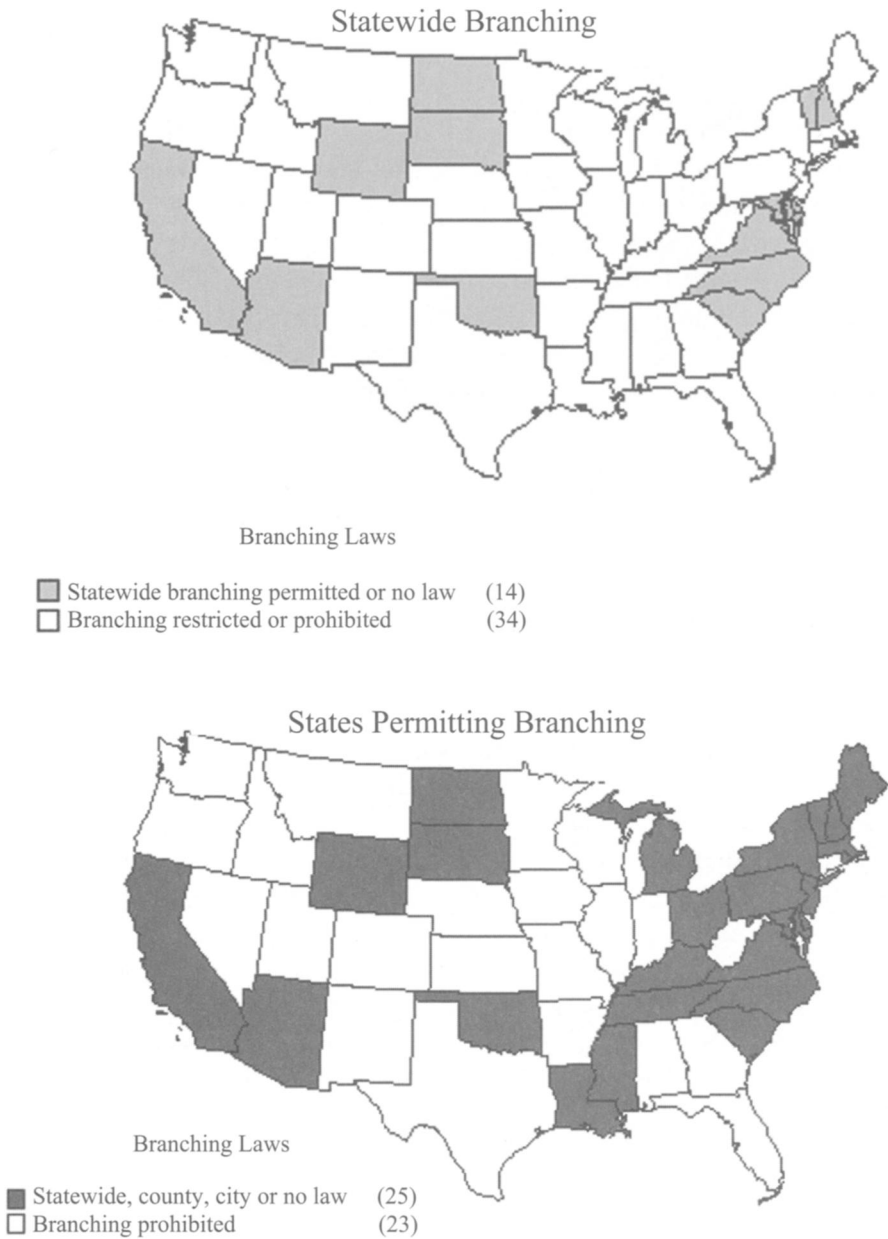 Statewide Branching
Branching Laws
Statewide branching permitted or no law (14)
Branching restricted or prohibited (34)
States Permitting Branching
Branching Laws
Statewide, county, city or no law (25)
Branching prohibited (23)